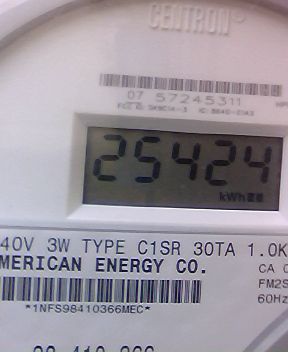 CENTRON®
07 57245311
25424
kWh
40V 3W TYPE C1SR 30TA 1.0K
MERICAN ENERGY CO.
CA 0
FM2S
60Hz
*1NFS98410366MEC*